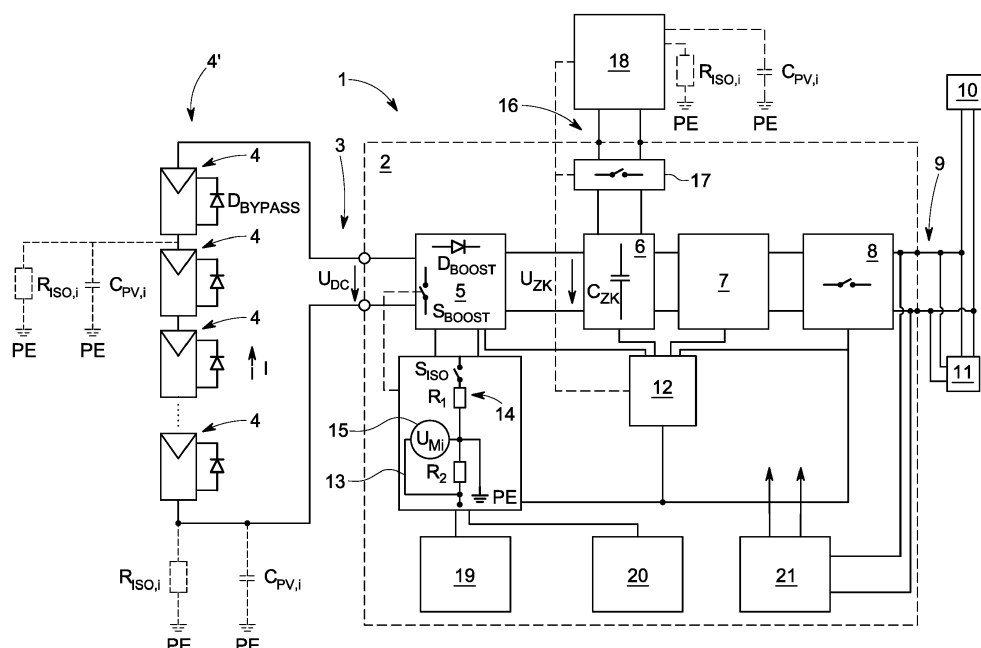 4'
1
18
R_ISO,i
C_PV,i
PE
PE
10
16
3
2
17
9
4
D_BYPASS
4
R_ISO,i
C_PV,i
PE
PE
U_DC
D_BOOST
5
S_BOOST
U_ZK
6
C_ZK
7
8
4
I
4
S_ISO
R_1
14
15
U_Mi
13
R_2
PE
12
11
19
20
21
R_ISO,i
C_PV,i
PE
PE